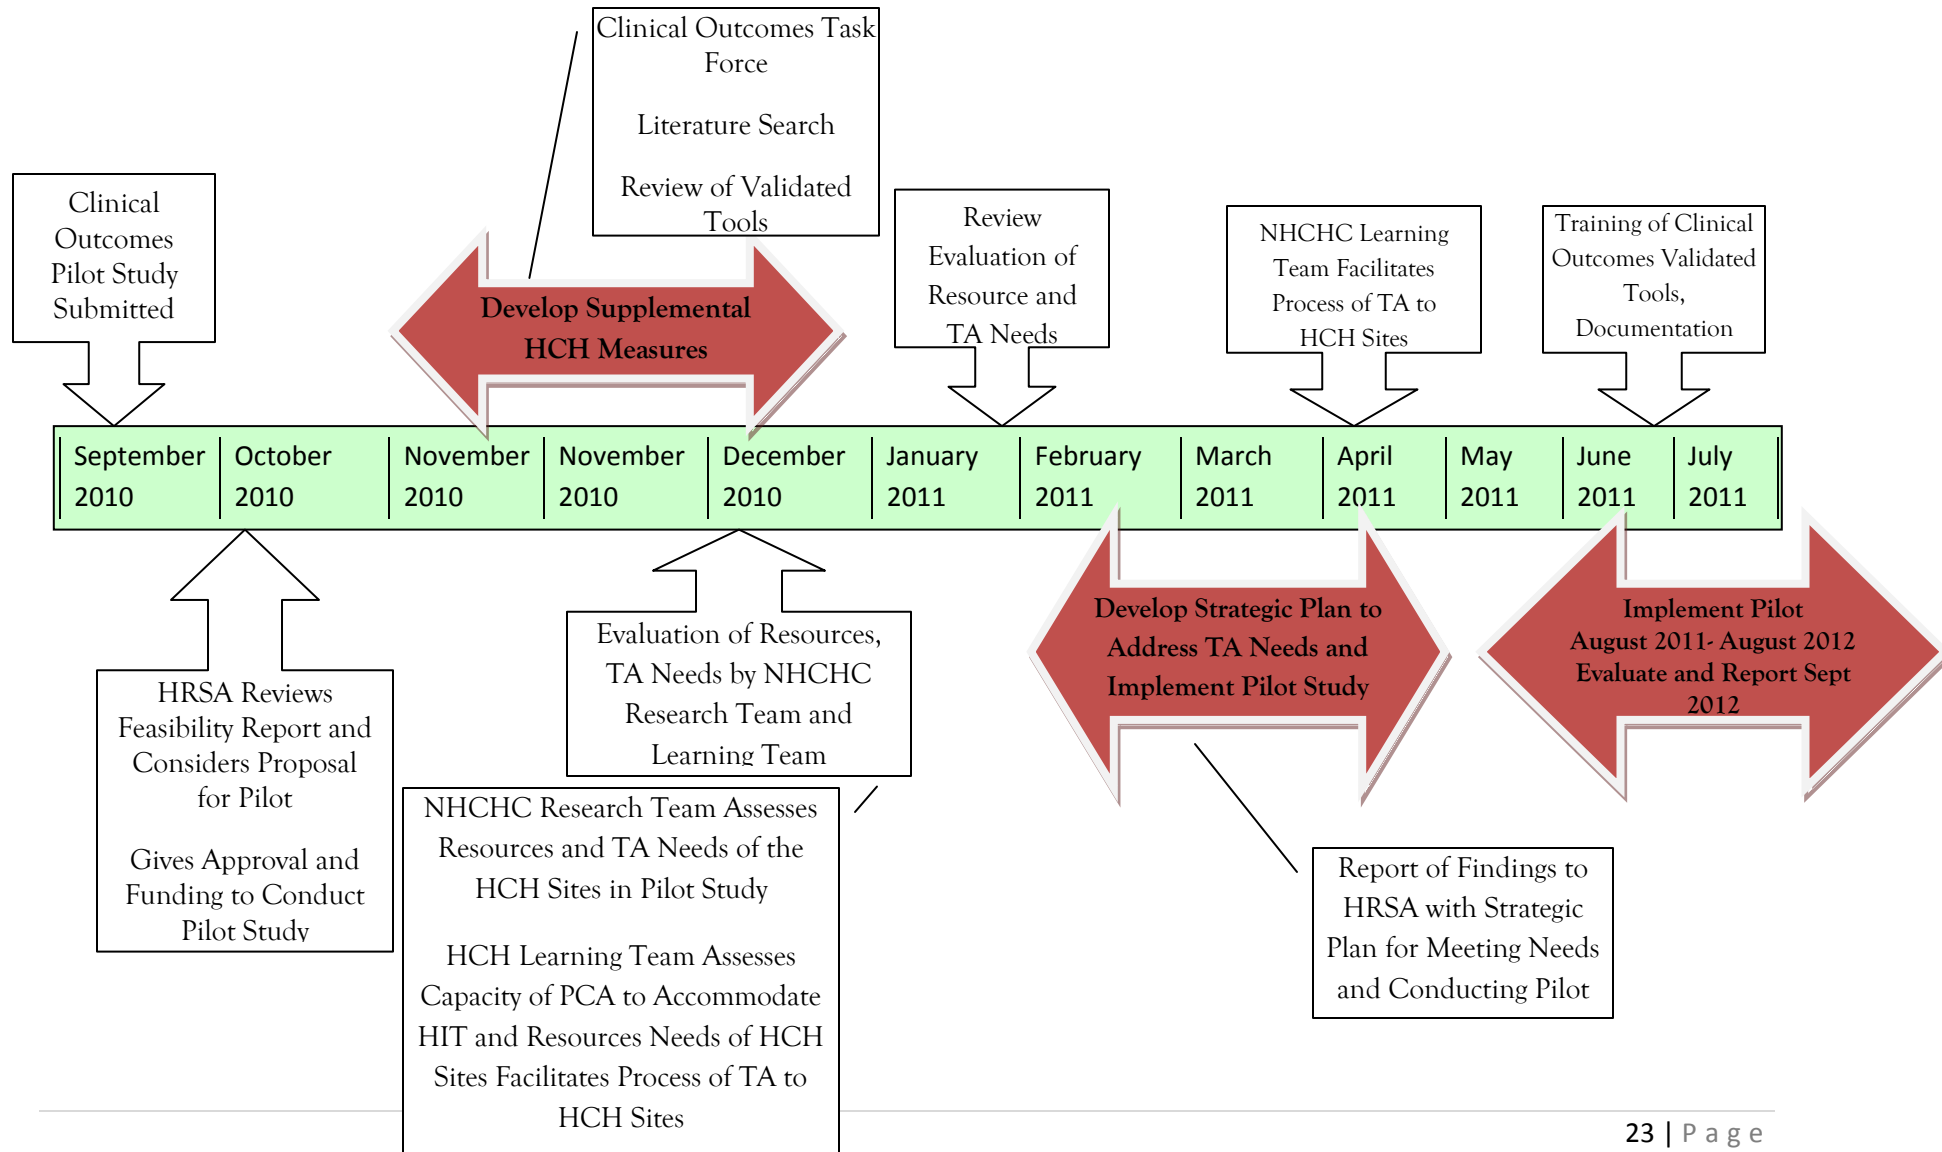 Clinical Outcomes Task
Force
Literature Search
Review of Validated
Tools
Clinical
Outcomes
Pilot Study
Submitted
Develop Supplemental
HCH Measures
Review
Evaluation of
Resource and
TA Needs
NHCHC Learning
Team Facilitates
Process of TA to
HCH Sites
Training of Clinical
Outcomes Validated
Tools,
Documentation
September
2010
October
2010
November
2010
November
2010
December
2010
January
2011
February
2011
March
2011
April
2011
May
2011
June
2011
July
2011
HRSA Reviews
Feasibility Report and
Considers Proposal
for Pilot
Gives Approval and
Funding to Conduct
Pilot Study
Evaluation of Resources,
TA Needs by NHCHC
Research Team and
Learning Team
NHCHC Research Team Assesses
Resources and TA Needs of the
HCH Sites in Pilot Study
HCH Learning Team Assesses
Capacity of PCA to Accommodate
HIT and Resources Needs of HCH
Sites Facilitates Process of TA to
HCH Sites
Develop Strategic Plan to
Address TA Needs and
Implement Pilot Study
Implement Pilot
August 2011- August 2012
Evaluate and Report Sept
2012
Report of Findings to
HRSA with Strategic
Plan for Meeting Needs
and Conducting Pilot
23 | Page